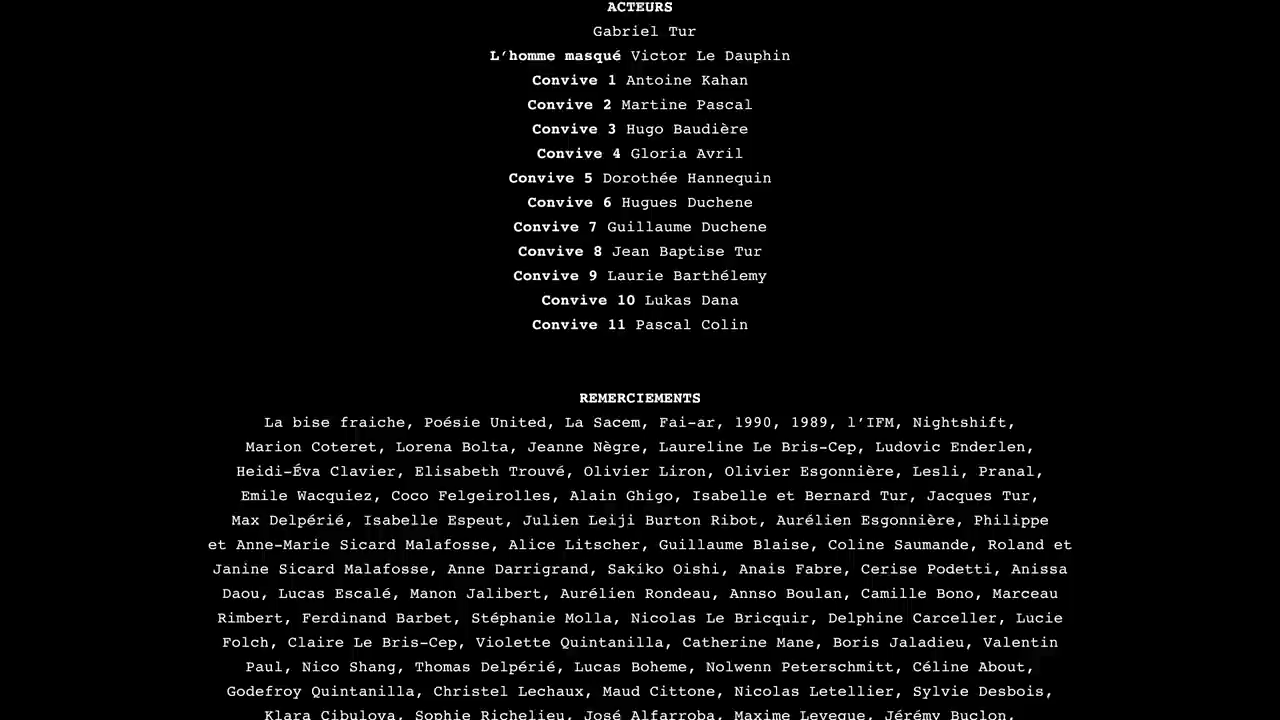 ACTEURS
Gabriel Tur
L’homme masqué Victor Le Dauphin
Convive 1 Antoine Kahan
Convive 2 Martine Pascal
Convive 3 Hugo Baudière
Convive 4 Gloria Avril
Convive 5 Dorothée Hannequin
Convive 6 Hugues Duchene
Convive 7 Guillaume Duchene
Convive 8 Jean Baptise Tur
Convive 9 Laurie Barthélemy
Convive 10 Lukas Dana
Convive 11 Pascal Colin
REMERCIEMENTS
La bise fraiche, Poésie United, La Sacem, Fai-ar, 1990, 1989, l’IFM, Nightshift,
Marion Coteret, Lorena Bolta, Jeanne Nègre, Laureline Le Bris-Cep, Ludovic Enderlen,
Heidi-Éva Clavier, Elisabeth Trouvé, Olivier Liron, Olivier Esgonnière, Lesli, Pranal,
Emile Wacquiez, Coco Felgeirolles, Alain Ghigo, Isabelle et Bernard Tur, Jacques Tur,
Max Delpérié, Isabelle Espeut, Julien Leiji Burton Ribot, Aurélien Esgonnière, Philippe
et Anne-Marie Sicard Malafosse, Alice Litscher, Guillaume Blaise, Coline Saumande, Roland et
Janine Sicard Malafosse, Anne Darrigrand, Sakiko Oishi, Anais Fabre, Cerise Podetti, Anissa
Daou, Lucas Escalé, Manon Jalibert, Aurélien Rondeau, Annso Boulan, Camille Bono, Marceau
Rimbert, Ferdinand Barbet, Stéphanie Molla, Nicolas Le Bricquir, Delphine Carceller, Lucie
Folch, Claire Le Bris-Cep, Violette Quintanilla, Catherine Mane, Boris Jaladieu, Valentin
Paul, Nico Shang, Thomas Delpérié, Lucas Boheme, Nolwenn Peterschmitt, Céline About,
Godefroy Quintanilla, Christel Lechaux, Maud Cittone, Nicolas Letellier, Sylvie Desbois,
Klara Cibulova, Sophie Richelieu, José Alfarroba, Maxime Leveque, Jérémy Buclon,